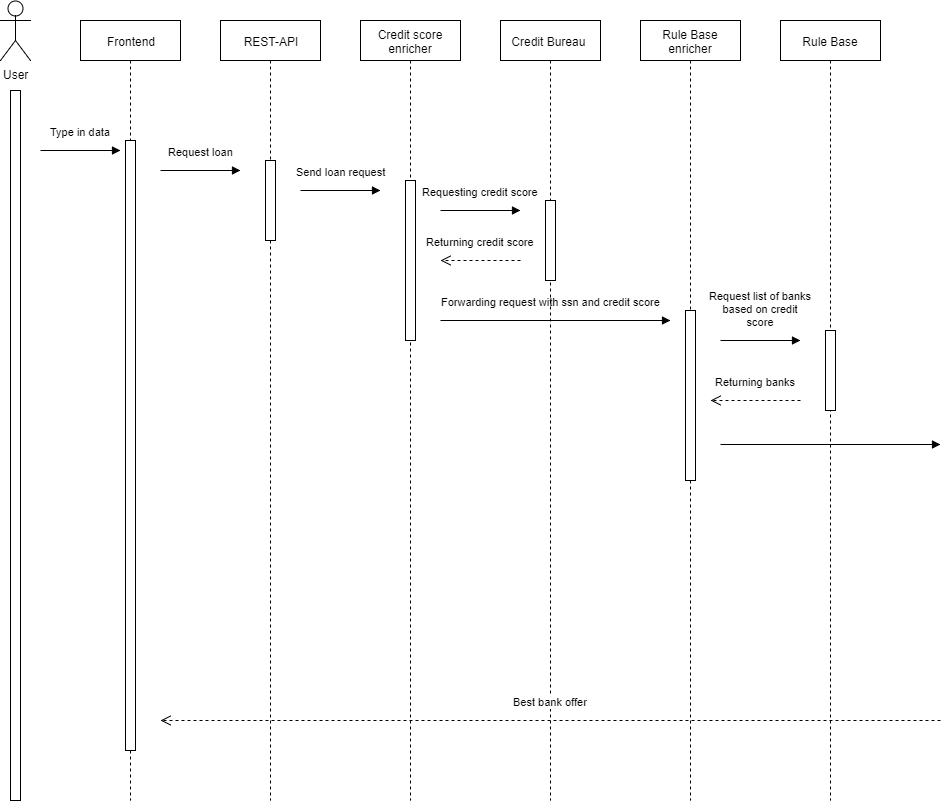 Frontend
REST-API
Credit score
enricher
Credit Bureau
Rule Base
enricher
Rule Base
User
Type in data
Request loan
Send loan request
Requesting credit score
Returning credit score
Forwarding request with ssn and credit score
Request list of banks
based on credit
score
Returning banks
Best bank offer